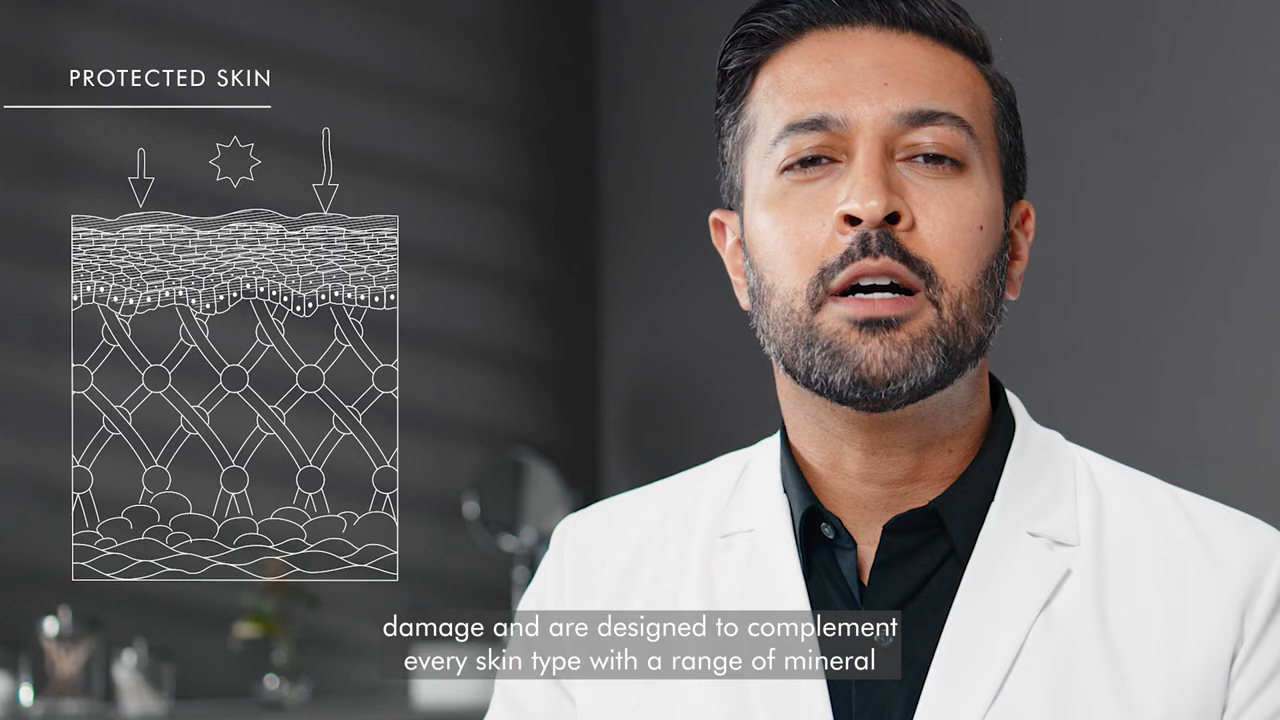 PROTECTED SKIN
damage and are designed to complement
every skin type with a range of mineral